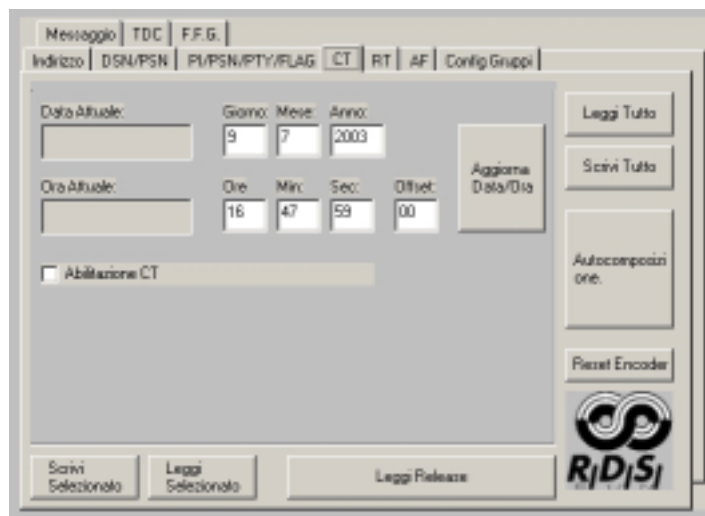 Messaggio TDC F.F.G.
Indirizzo DSN/PSN PI/PSN/PTY/FLAG CT RT AF Config Gruppi
Data Attuale: Giorno: Mese: Anno:
9 7 2003
Ora Attuale: Ore Min: Sec: Offset:
16 47 59 00
Aggiorna
Data/Ora
Abilitazione CT
Leggi Tutto
Scrivi Tutto
Autocomposizi
one.
Reset Encoder
R/D/S/
Scrivi
Selezionato
Leggi
Selezionato
Leggi Release